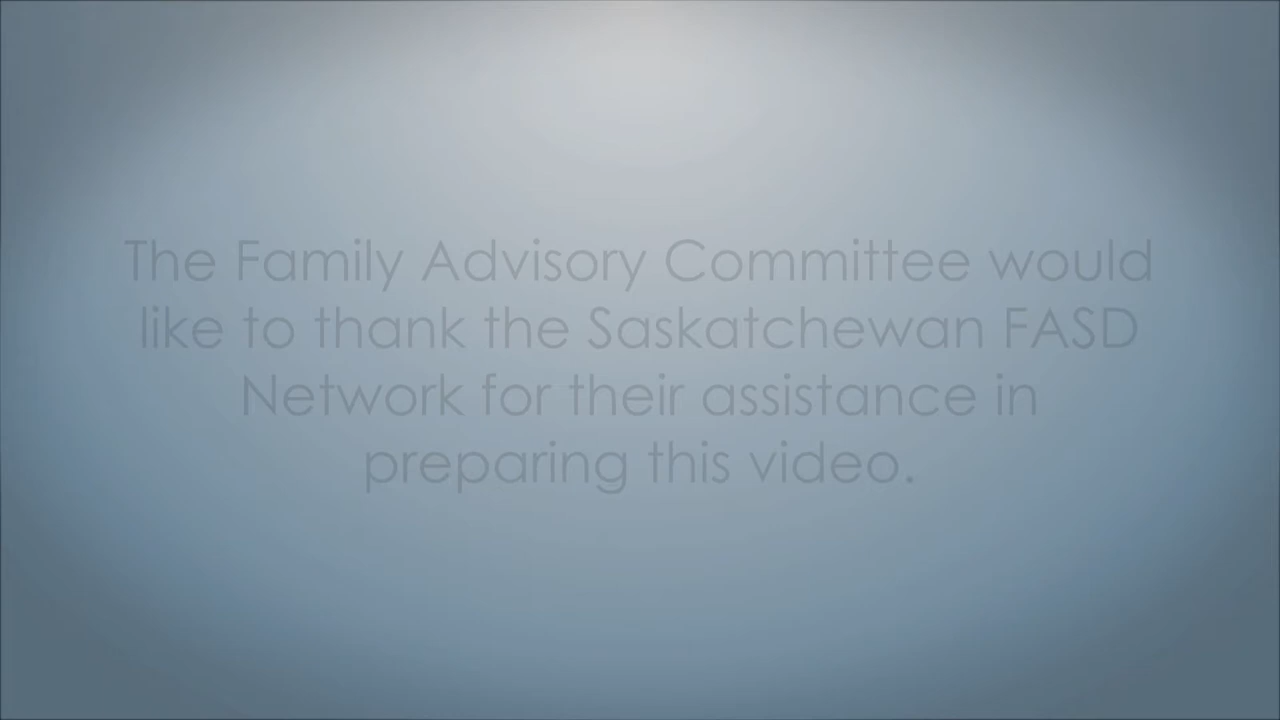 The Family Advisory Committee would
like to thank the Saskatchewan FASD
Network for their assistance in
preparing this video.